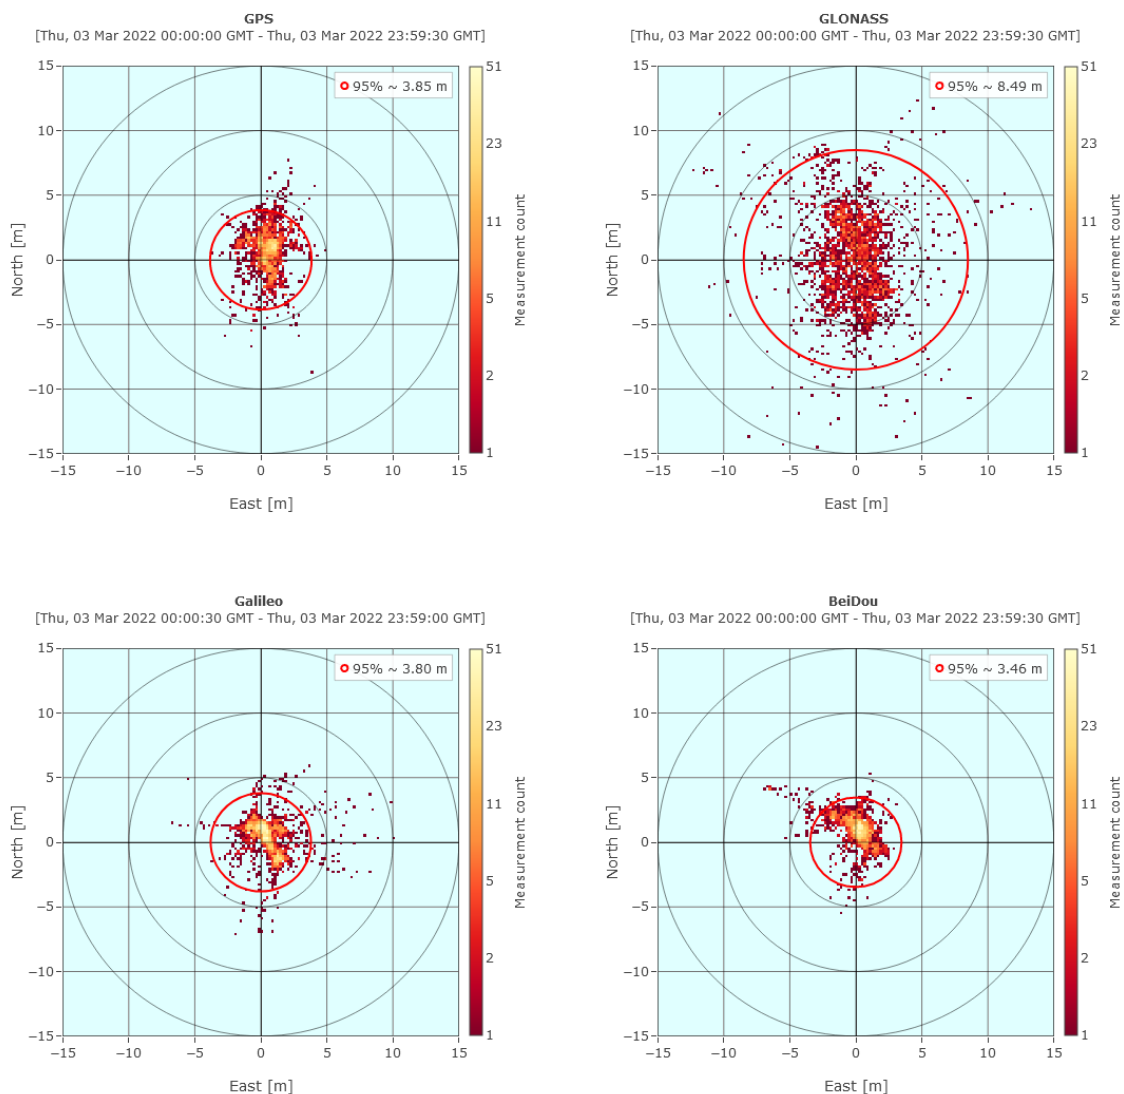 GPS
[Thu, 03 Mar 2022 00:00:00 GMT - Thu, 03 Mar 2022 23:59:30 GMT]
95% ~ 3.85 m
15
10
5
0
−5
−10
−15
North [m]
−15 −10 −5 0 5 10 15
East [m]
51
23
11
5
2
1
Measurement count
GLONASS
[Thu, 03 Mar 2022 00:00:00 GMT - Thu, 03 Mar 2022 23:59:30 GMT]
95% ~ 8.49 m
15
10
5
0
−5
−10
−15
North [m]
−15 −10 −5 0 5 10 15
East [m]
51
23
11
5
2
1
Measurement count
Galileo
[Thu, 03 Mar 2022 00:00:30 GMT - Thu, 03 Mar 2022 23:59:00 GMT]
95% ~ 3.80 m
15
10
5
0
−5
−10
−15
North [m]
−15 −10 −5 0 5 10 15
East [m]
51
23
11
5
2
1
Measurement count
BeiDou
[Thu, 03 Mar 2022 00:00:00 GMT - Thu, 03 Mar 2022 23:59:30 GMT]
95% ~ 3.46 m
15
10
5
0
−5
−10
−15
North [m]
−15 −10 −5 0 5 10 15
East [m]
51
23
11
5
2
1
Measurement count